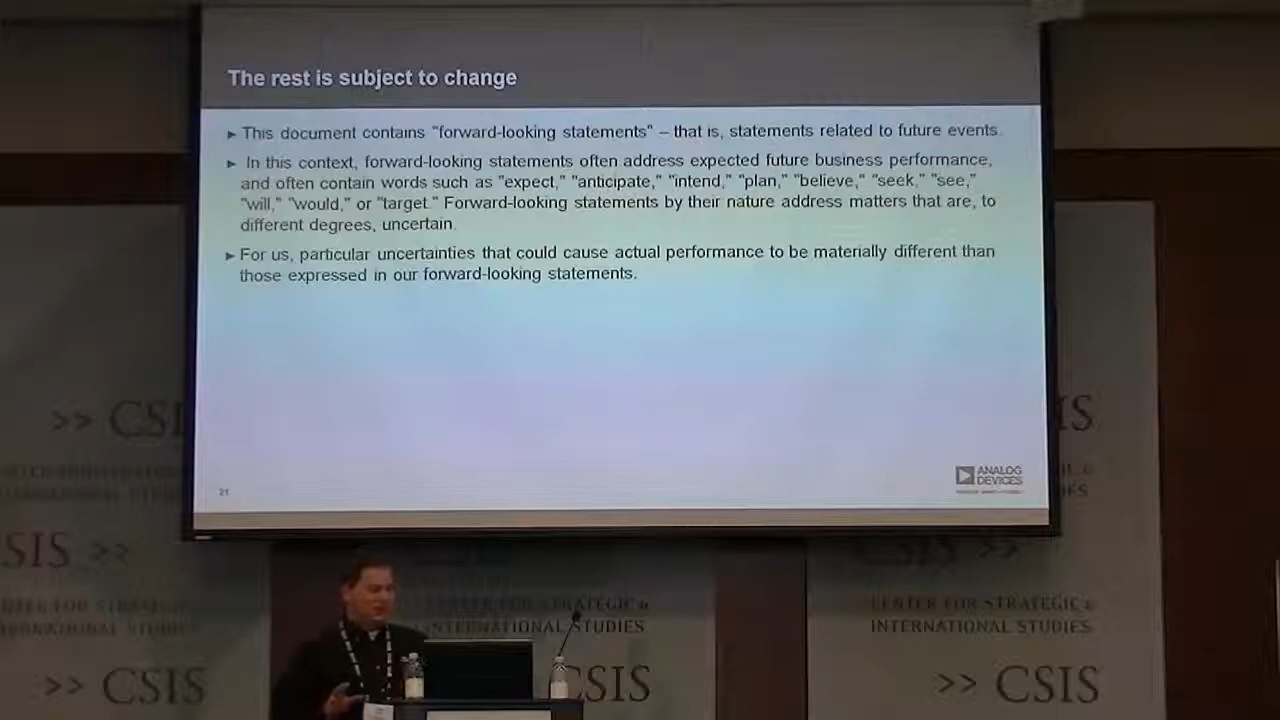 The rest is subject to change
► This document contains "forward-looking statements" – that is, statements related to future events.
► In this context, forward-looking statements often address expected future business performance,
and often contain words such as "expect," "anticipate," "intend," "plan," "believe," "seek," "see,"
"will," "would," or "target." Forward-looking statements by their nature address matters that are, to
different degrees, uncertain.
► For us, particular uncertainties that could cause actual performance to be materially different than
those expressed in our forward-looking statements.
21
ANALOG
DEVICES
>> CSI
IS
SIS >>
CSIS >>
CENTER FOR STRATEGIC &
INTERNATIONAL STUDIES
CENTER FOR STRATEGIC &
INTERNATIONAL STUDIES
>> CSIS
CSIS
>> CSIS